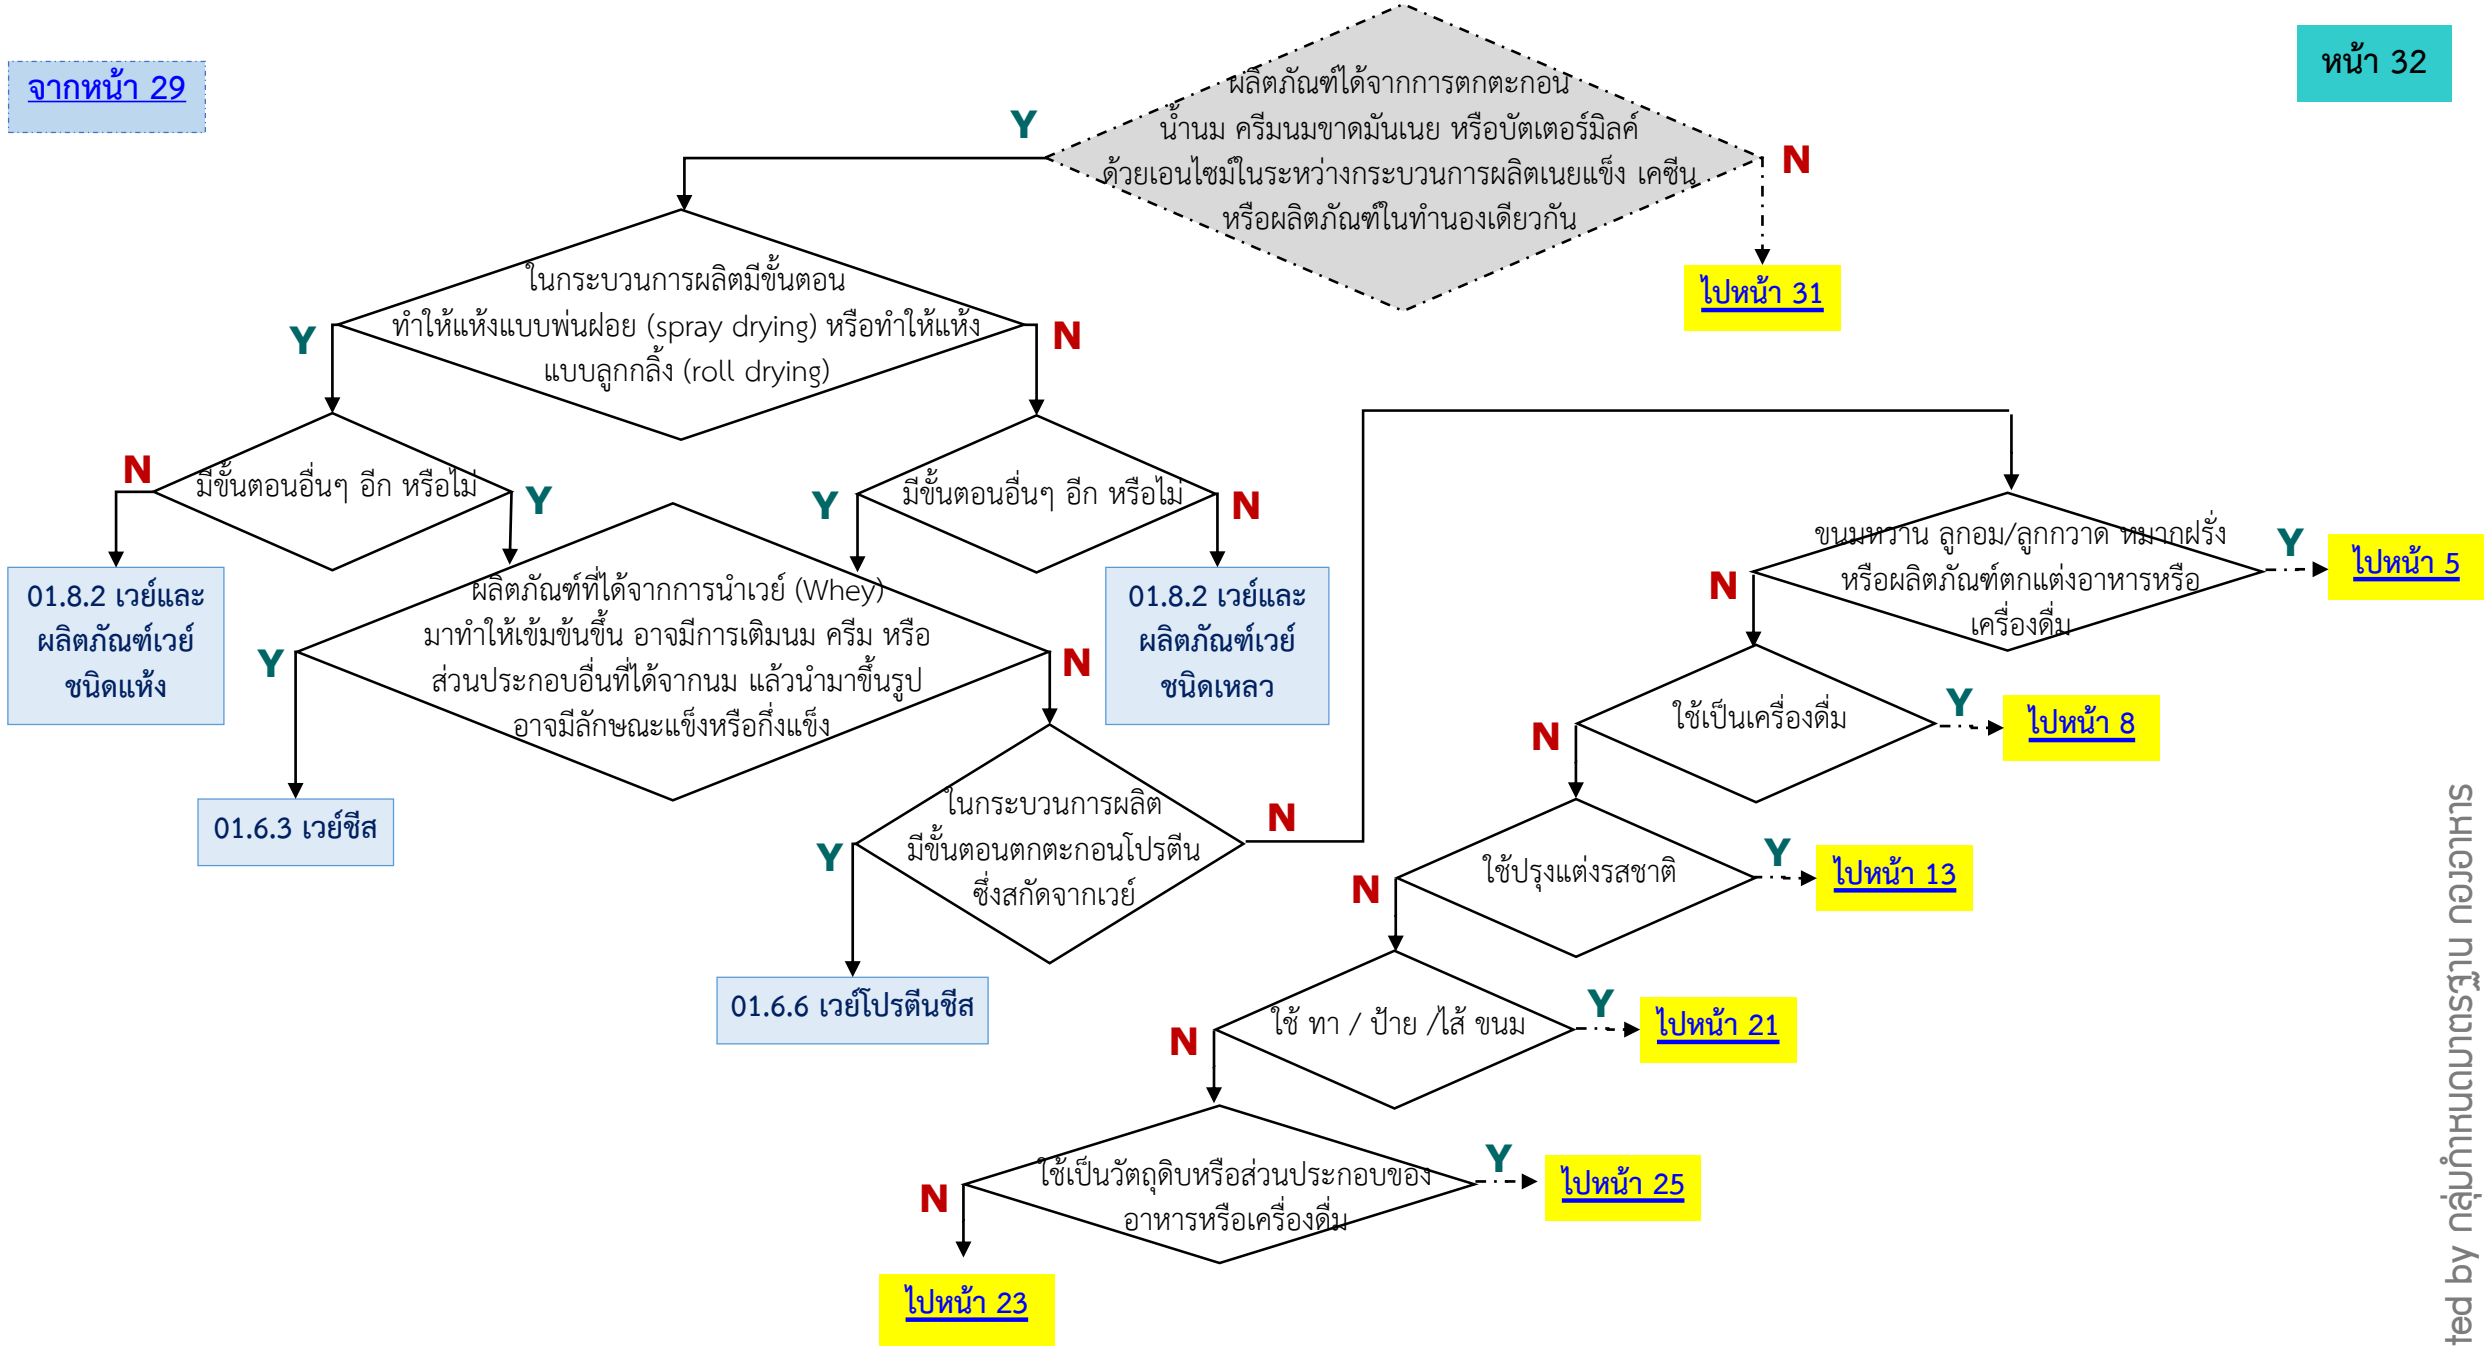 จากหน้า 29
หน้า 32
ผลิตภัณฑ์ได้จากการตกตะกอน
น้ำนม ครีมนมขาดมันเนย หรือบัตเตอร์มิลค์
ด้วยเอนไซม์ในระหว่างกระบวนการผลิตเนยแข็ง เคซีน
หรือผลิตภัณฑ์ในทำนองเดียวกัน
Y
N
ไปหน้า 31
ในกระบวนการผลิตมีขั้นตอน
ทำให้แห้งแบบพ่นฝอย (spray drying) หรือทำให้แห้ง
แบบลูกกลิ้ง (roll drying)
Y
N
มีขั้นตอนอื่นๆ อีก หรือไม่
N
Y
มีขั้นตอนอื่นๆ อีก หรือไม่
Y
N
01.8.2 เวย์และ
ผลิตภัณฑ์เวย์
ชนิดแห้ง
ผลิตภัณฑ์ที่ได้จากการนำเวย์ (Whey)
มาทำให้เข้มข้นขึ้น อาจมีการเติมนม ครีม หรือ
ส่วนประกอบอื่นที่ได้จากนม แล้วนำมาขึ้นรูป
อาจมีลักษณะแข็งหรือกึ่งแข็ง
Y
N
01.8.2 เวย์และ
ผลิตภัณฑ์เวย์
ชนิดเหลว
01.6.3 เวย์ชีส
ในกระบวนการผลิต
มีขั้นตอนตกตะกอนโปรตีน
ซึ่งสกัดจากเวย์
Y
N
01.6.6 เวย์โปรตีนชีส
ขนมหวาน ลูกอม/ลูกกวาด หมากฝรั่ง
หรือผลิตภัณฑ์ตกแต่งอาหารหรือ
เครื่องดื่ม
Y
N
ไปหน้า 5
ใช้เป็นเครื่องดื่ม
Y
N
ไปหน้า 8
ใช้ปรุงแต่งรสชาติ
Y
N
ไปหน้า 13
ใช้ ทา / ป้าย /ไส้ ขนม
Y
N
ไปหน้า 21
ใช้เป็นวัตถุดิบหรือส่วนประกอบของ
อาหารหรือเครื่องดื่ม
Y
N
ไปหน้า 25
ไปหน้า 23
ted by กลุ่มกำหนดมาตรฐาน กองอาหาร